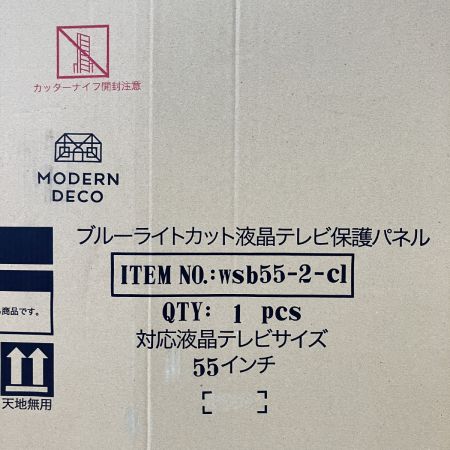 カッターナイフ開封注意
MODERN
DECO
ブルーライトカット液晶テレビ保護パネル
ITEM NO.:wsb55-2-cl
QTY: 1 pcs
る商品です。
対応液晶テレビサイズ
55インチ
天地無用